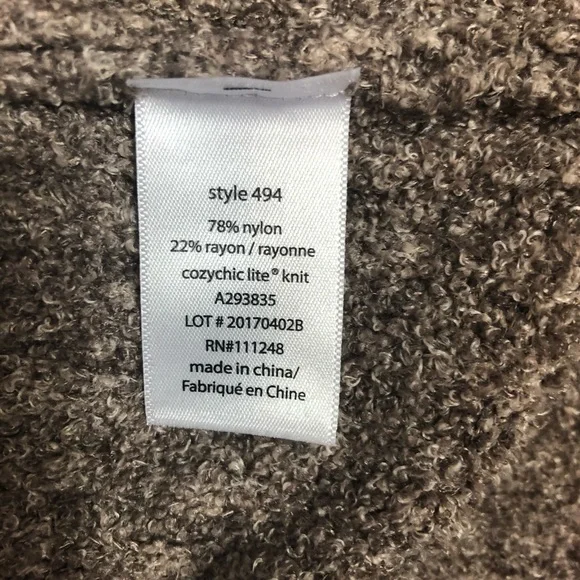 style 494
78% nylon
22% rayon / rayonne
cozychic lite® knit
A293835
LOT # 20170402B
RN#111248
made in china/
Fabriqué en Chine